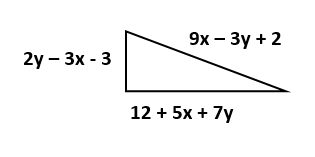 9x – 3y + 2
2y – 3x - 3
12 + 5x + 7y